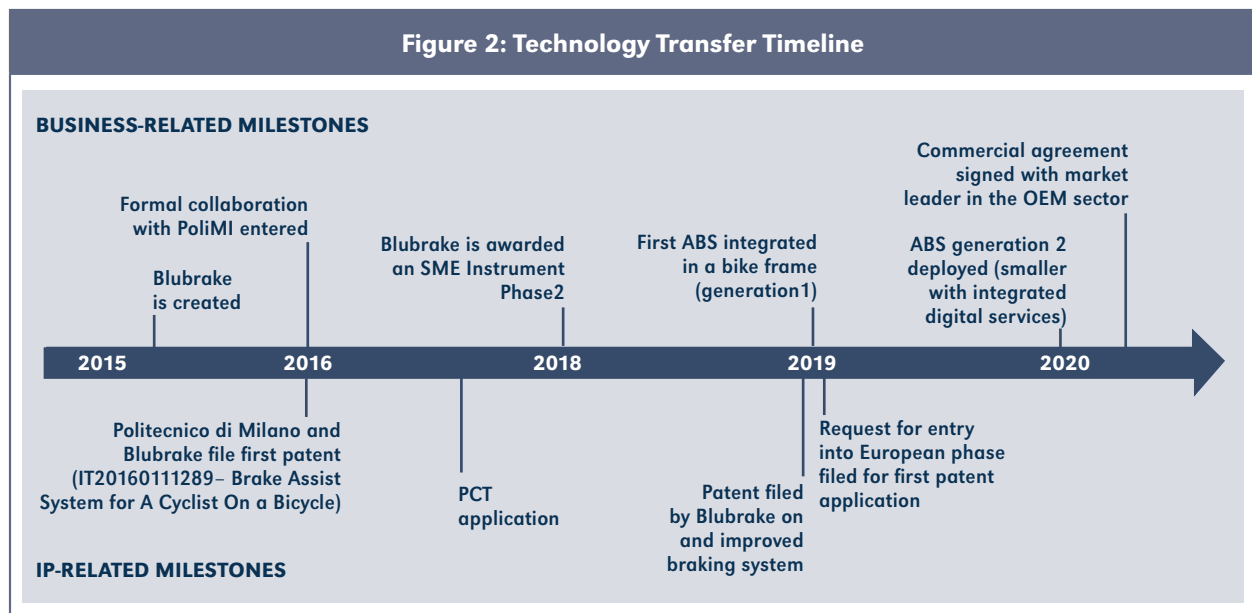 Figure 2: Technology Transfer Timeline
BUSINESS-RELATED MILESTONES
Blubrake
is created
Formal collaboration
with PoliMI entered
Blubrake is awarded
an SME Instrument
Phase2
First ABS integrated
in a bike frame
(generation1)
ABS generation 2
deployed (smaller
with integrated
digital services)
Commercial agreement
signed with market
leader in the OEM sector
2015
2016
2018
2019
2020
Politecnico di Milano and
Blubrake file first patent
(IT20160111289– Brake Assist
System for A Cyclist On a Bicycle)
PCT
application
Patent filed
by Blubrake on
and improved
braking system
Request for entry
into European phase
filed for first patent
application
IP-RELATED MILESTONES